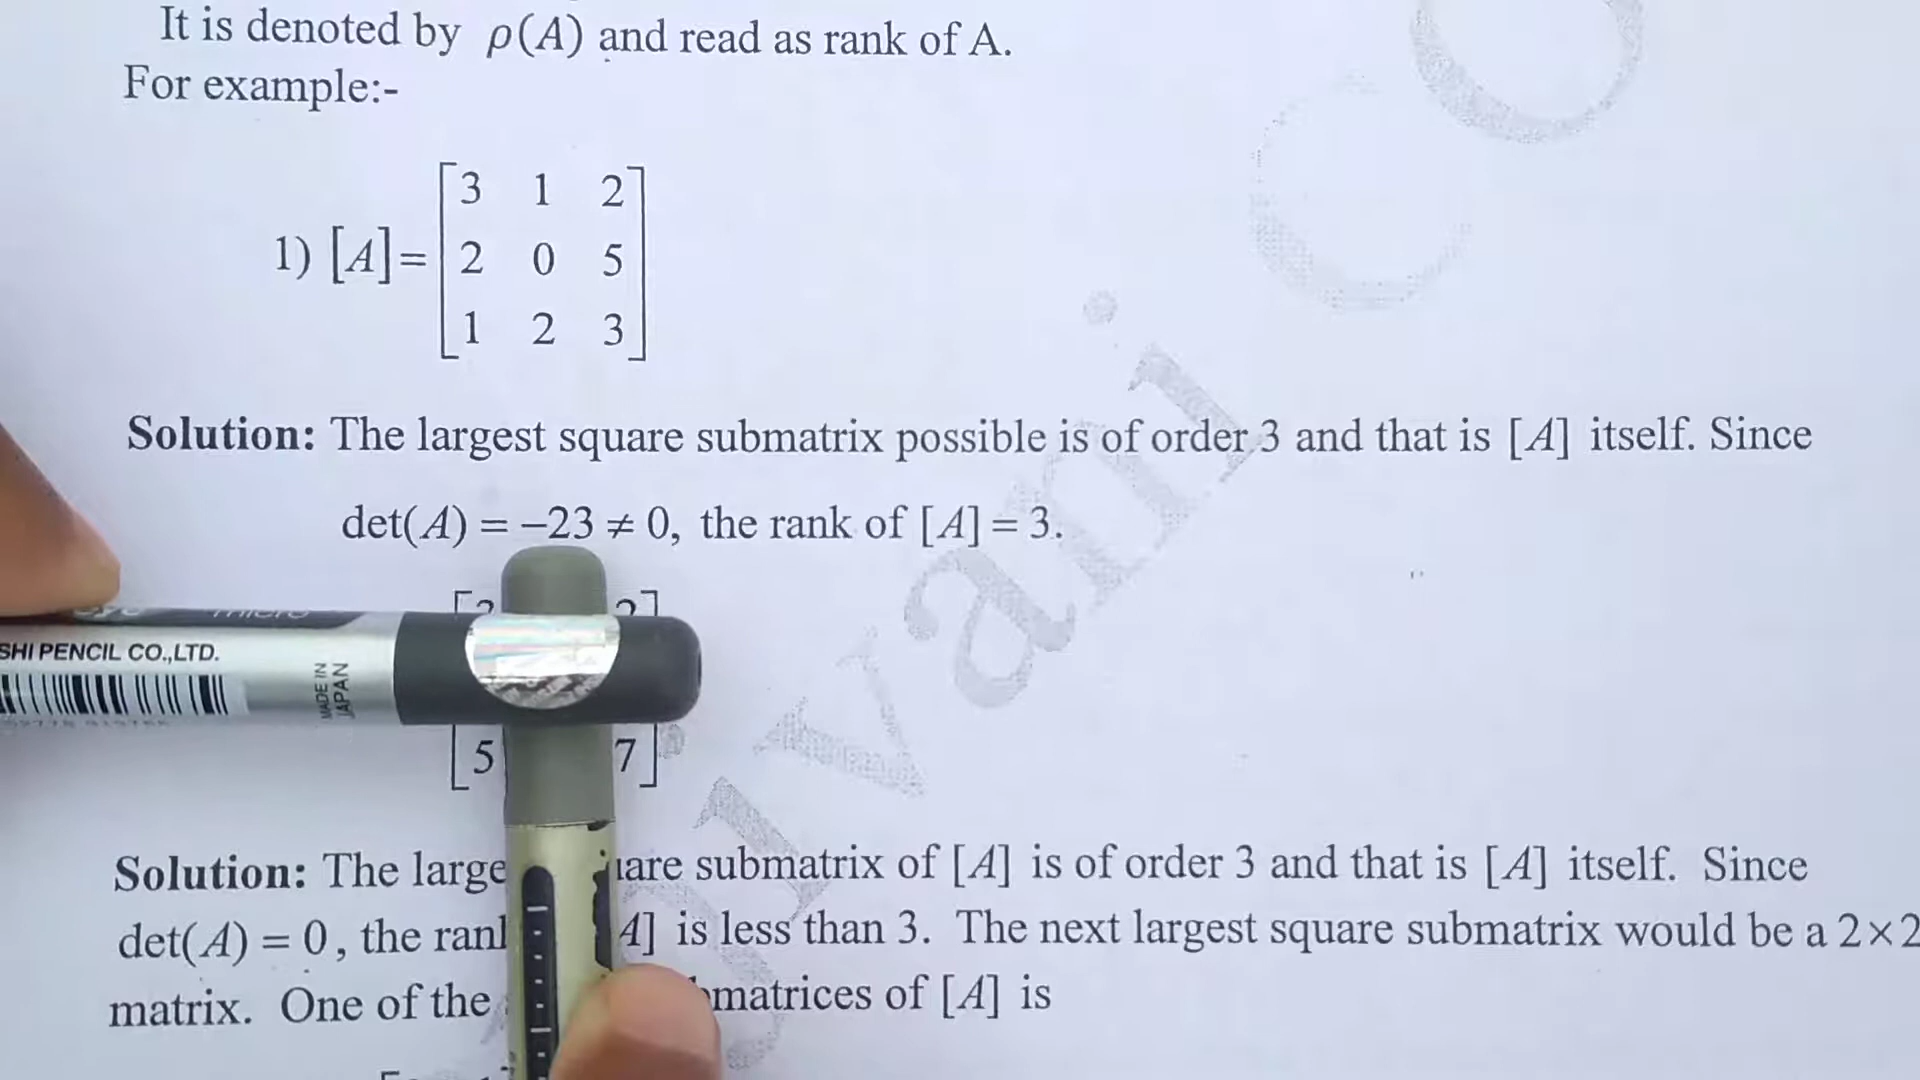 It is denoted by ρ(A) and read as rank of A.
For example:-
1) [A]= [3 1 2
2 0 5
1 2 3]
Solution: The largest square submatrix possible is of order 3 and that is [A] itself. Since
det(A) = −23 ≠ 0, the rank of [A] = 3.
micro
SHI PENCIL CO.,LTD.
MADE IN
JAPAN
[5 7]
Solution: The large uare submatrix of [A] is of order 3 and that is [A] itself. Since
det(A) = 0, the ran A] is less than 3. The next largest square submatrix would be a 2×2
matrix. One of the matrices of [A] is